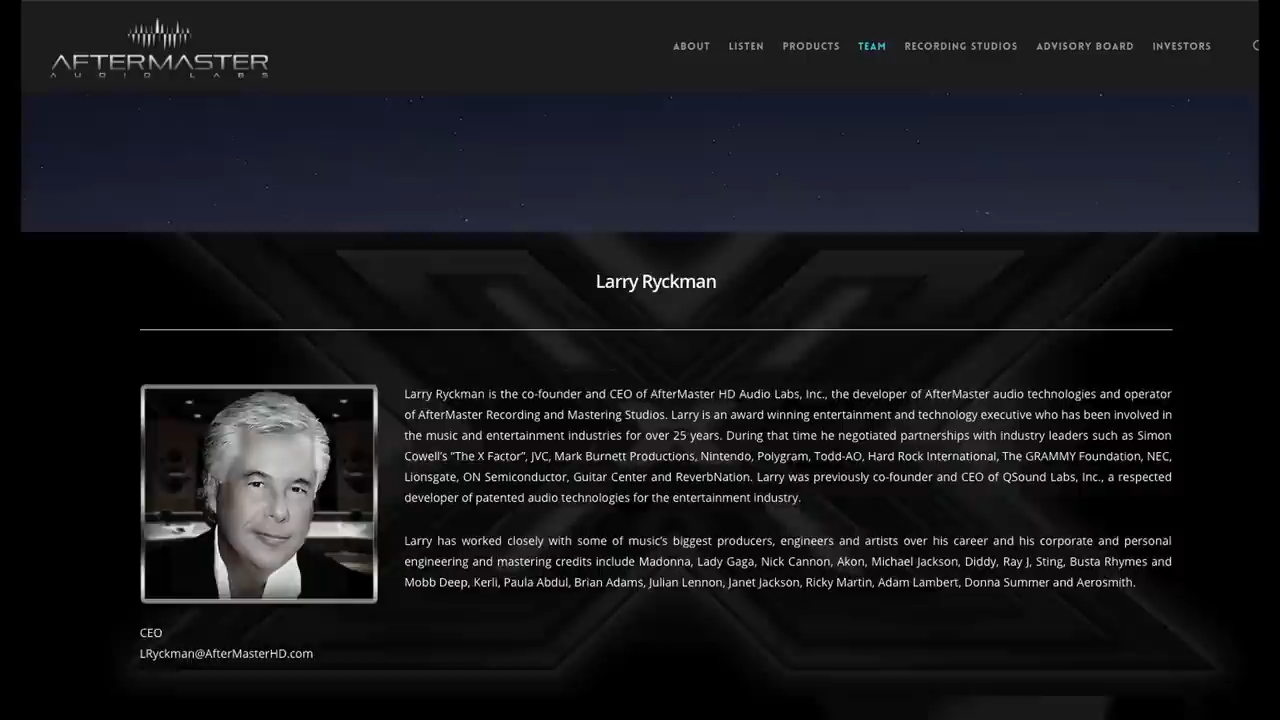 AFTERMASTER
AUDIO LABS
ABOUT LISTEN PRODUCTS TEAM RECORDING STUDIOS ADVISORY BOARD INVESTORS
Larry Ryckman
Larry Ryckman is the co-founder and CEO of AfterMaster HD Audio Labs, Inc., the developer of AfterMaster audio technologies and operator
of AfterMaster Recording and Mastering Studios. Larry is an award winning entertainment and technology executive who has been involved in
the music and entertainment industries for over 25 years. During that time he negotiated partnerships with industry leaders such as Simon
Cowell’s “The X Factor”, JVC, Mark Burnett Productions, Nintendo, Polygram, Todd-AO, Hard Rock International, The GRAMMY Foundation, NEC,
Lionsgate, ON Semiconductor, Guitar Center and ReverbNation. Larry was previously co-founder and CEO of QSound Labs, Inc., a respected
developer of patented audio technologies for the entertainment industry.
Larry has worked closely with some of music’s biggest producers, engineers and artists over his career and his corporate and personal
engineering and mastering credits include Madonna, Lady Gaga, Nick Cannon, Akon, Michael Jackson, Diddy, Ray J, Sting, Busta Rhymes and
Mobb Deep, Kerli, Paula Abdul, Brian Adams, Julian Lennon, Janet Jackson, Ricky Martin, Adam Lambert, Donna Summer and Aerosmith.
CEO
LRyckman@AfterMasterHD.com